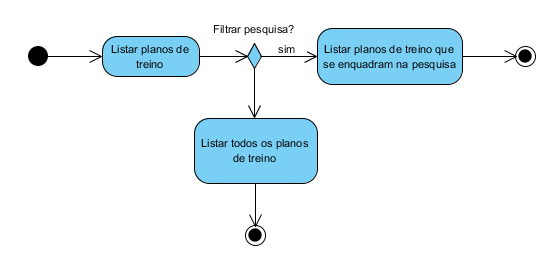 Filtrar pesquisa?
Listar planos de
treino
sim
Listar planos de treino que
se enquadram na pesquisa
Listar todos os planos
de treino